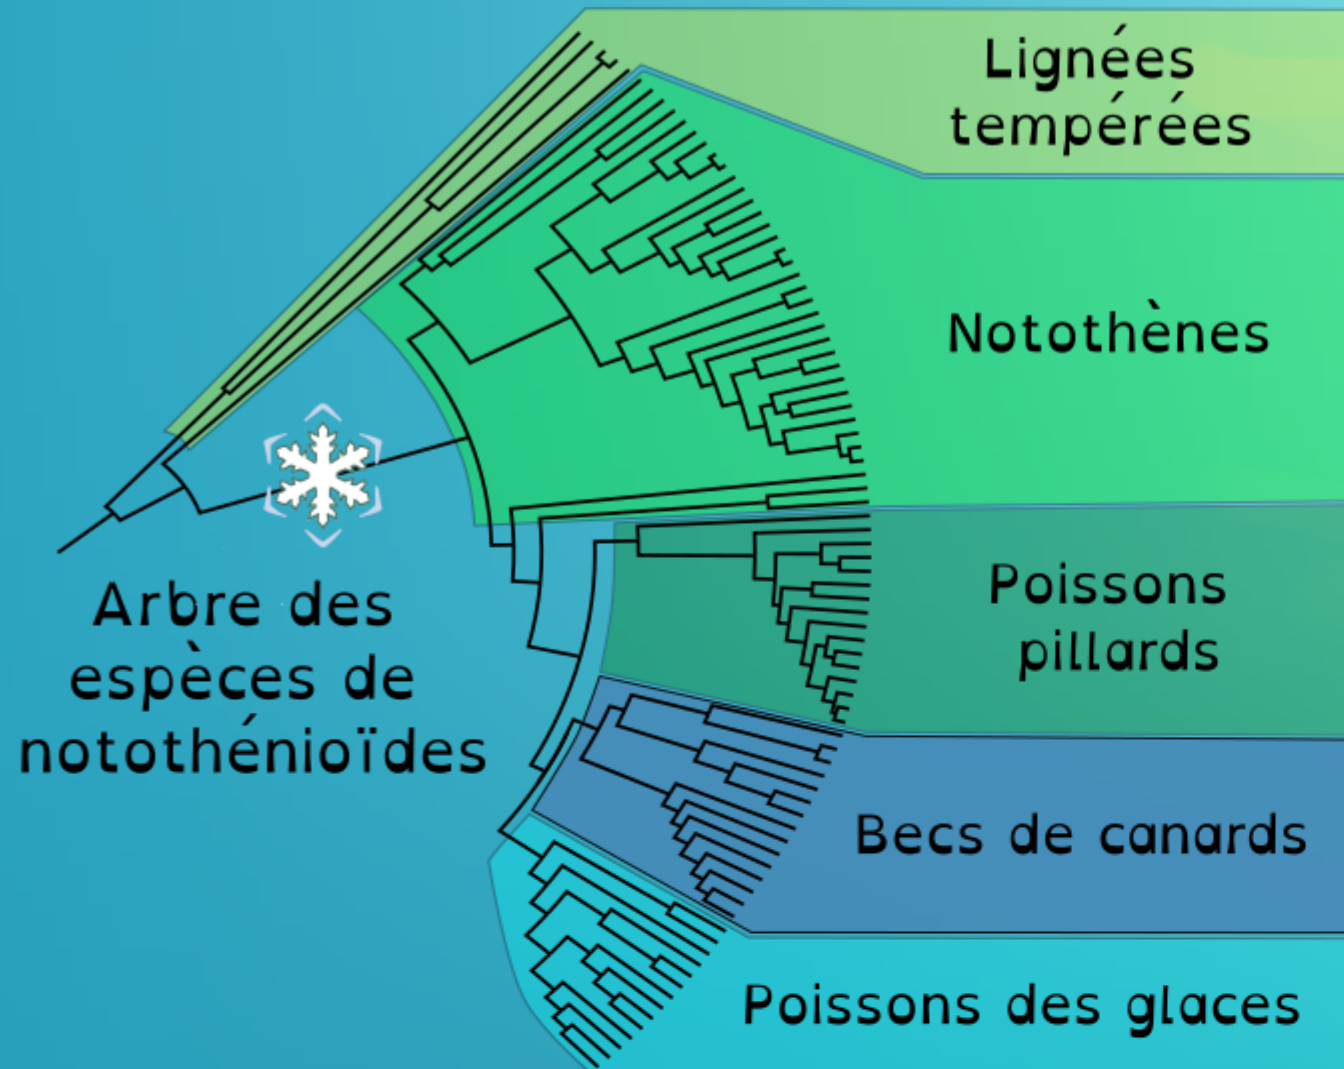 Lignées
tempérées
Notothènes
Poissons
pillards
Becs de canards
Poissons des glaces
Arbre des
espèces de
notothénioïdes